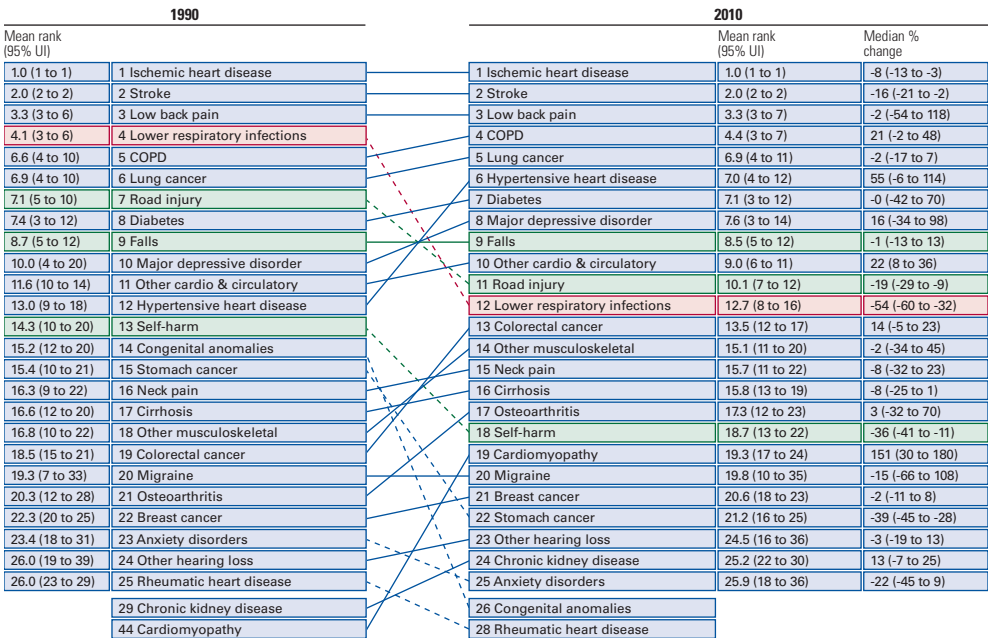 1990 2010
Mean rank (95% UI) Mean rank (95% UI) Median % change
1.0 (1 to 1) 1 Ischemic heart disease 1 Ischemic heart disease 1.0 (1 to 1) -8 (-13 to -3)
2.0 (2 to 2) 2 Stroke 2 Stroke 2.0 (2 to 2) -16 (-21 to -2)
3.3 (3 to 6) 3 Low back pain 3 Low back pain 3.3 (3 to 7) -2 (-54 to 118)
4.1 (3 to 6) 4 Lower respiratory infections 4 COPD 4.4 (3 to 7) 21 (-2 to 48)
6.6 (4 to 10) 5 COPD 5 Lung cancer 6.9 (4 to 11) -2 (-17 to 7)
6.9 (4 to 10) 6 Lung cancer 6 Hypertensive heart disease 7.0 (4 to 12) 55 (-6 to 114)
7.1 (5 to 10) 7 Road injury 7 Diabetes 7.1 (3 to 12) -0 (-42 to 70)
7.4 (3 to 12) 8 Diabetes 8 Major depressive disorder 7.6 (3 to 14) 16 (-34 to 98)
8.7 (5 to 12) 9 Falls 9 Falls 8.5 (5 to 12) -1 (-13 to 13)
10.0 (4 to 20) 10 Major depressive disorder 10 Other cardio & circulatory 9.0 (6 to 11) 22 (8 to 36)
11.6 (10 to 14) 11 Other cardio & circulatory 11 Road injury 10.1 (7 to 12) -19 (-29 to -9)
13.0 (9 to 18) 12 Hypertensive heart disease 12 Lower respiratory infections 12.7 (8 to 16) -54 (-60 to -32)
14.3 (10 to 20) 13 Self-harm 13 Colorectal cancer 13.5 (12 to 17) 14 (-5 to 23)
15.2 (12 to 20) 14 Congenital anomalies 14 Other musculoskeletal 15.1 (11 to 20) -2 (-34 to 45)
15.4 (10 to 21) 15 Stomach cancer 15 Neck pain 15.7 (11 to 22) -8 (-32 to 23)
16.3 (9 to 22) 16 Neck pain 16 Cirrhosis 15.8 (13 to 19) -8 (-25 to 1)
16.6 (12 to 20) 17 Cirrhosis 17 Osteoarthritis 17.3 (12 to 23) 3 (-32 to 70)
16.8 (10 to 22) 18 Other musculoskeletal 18 Self-harm 18.7 (13 to 22) -36 (-41 to -11)
18.5 (15 to 21) 19 Colorectal cancer 19 Cardiomyopathy 19.3 (17 to 24) 151 (30 to 180)
19.3 (7 to 33) 20 Migraine 20 Migraine 19.8 (10 to 35) -15 (-66 to 108)
20.3 (12 to 28) 21 Osteoarthritis 21 Breast cancer 20.6 (18 to 23) -2 (-11 to 8)
22.3 (20 to 25) 22 Breast cancer 22 Stomach cancer 21.2 (16 to 25) -39 (-45 to -28)
23.4 (18 to 31) 23 Anxiety disorders 23 Other hearing loss 24.5 (16 to 36) -3 (-19 to 13)
26.0 (19 to 39) 24 Other hearing loss 24 Chronic kidney disease 25.2 (22 to 30) 13 (-7 to 25)
26.0 (23 to 29) 25 Rheumatic heart disease 25 Anxiety disorders 25.9 (18 to 36) -22 (-45 to 9)
29 Chronic kidney disease 26 Congenital anomalies
44 Cardiomyopathy 28 Rheumatic heart disease